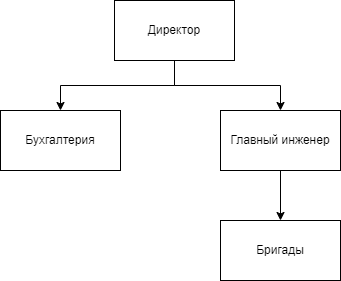 Директор
Бухгалтерия
Главный инженер
Бригады